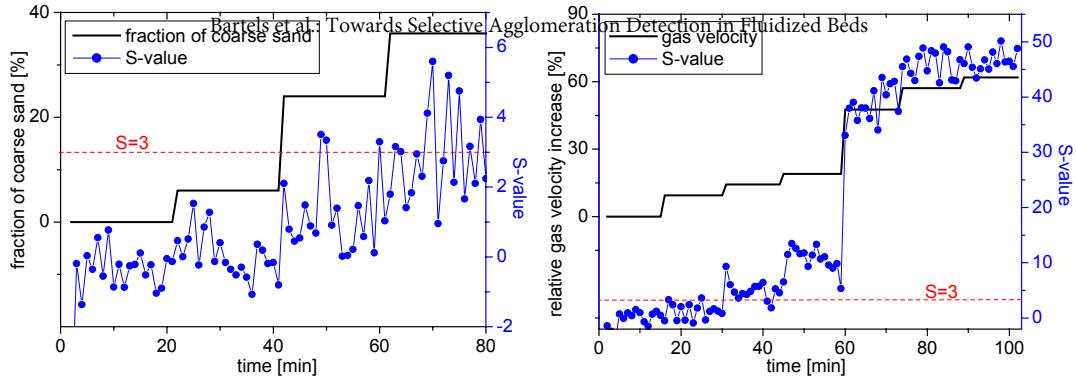 Bartels et al.: Towards Selective Agglomeration Detection in Fluidized Beds
fraction of coarse sand
S-value
S=3
fraction of coarse sand [%]
40
20
0
6
4
2
0
-2
S-value
0
20
40
60
80
time [min]
gas velocity
S-value
S=3
relative gas velocity increase [%]
90
60
30
0
50
40
30
20
10
0
S-value
0
20
40
60
80
100
time [min]